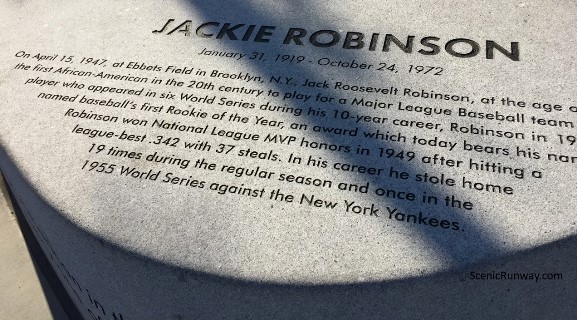 JACKIE ROBINSON
January 31, 1919 - October 24, 1972
On April 15, 1947, at Ebbets Field in Brooklyn, N.Y., Jack Roosevelt Robinson, at the age o
the first African-American in the 20th century to play for a Major League Baseball team
player who appeared in six World Series during his 10-year career, Robinson in 19
named baseball's first Rookie of the Year, an award which today bears his nam
Robinson won National League MVP honors in 1949 after hitting a
league-best .342 with 37 steals. In his career he stole home
19 times during the regular season and once in the
1955 World Series against the New York Yankees.
ScenicRunway.com